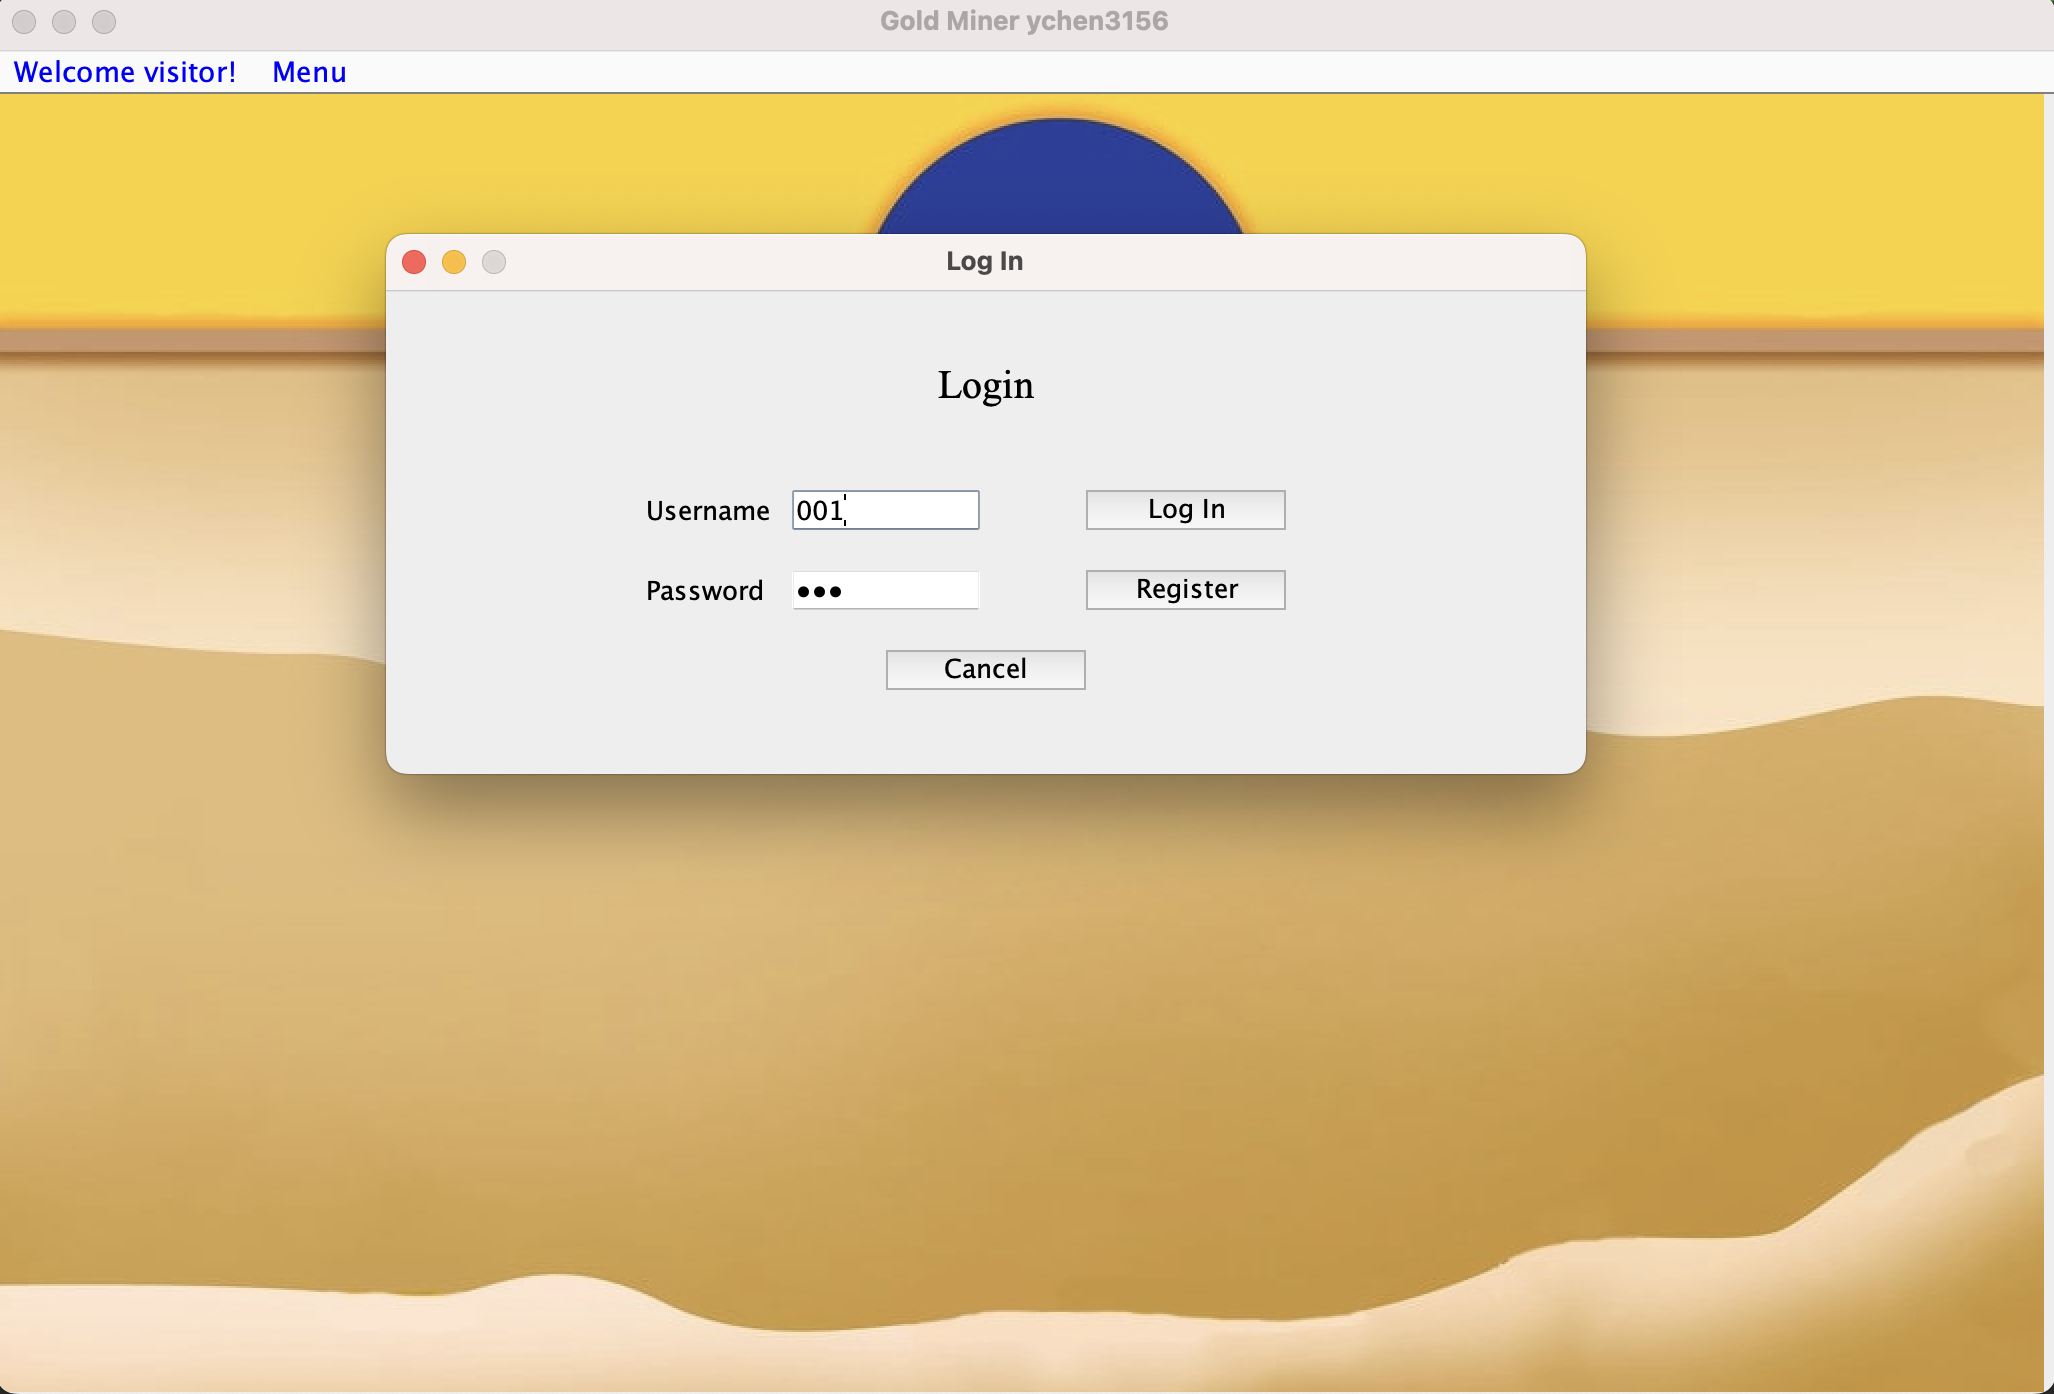 Gold Miner ychen3156
Welcome visitor! Menu
Log In
Login
Username 001 Log In
Password ••• Register
Cancel